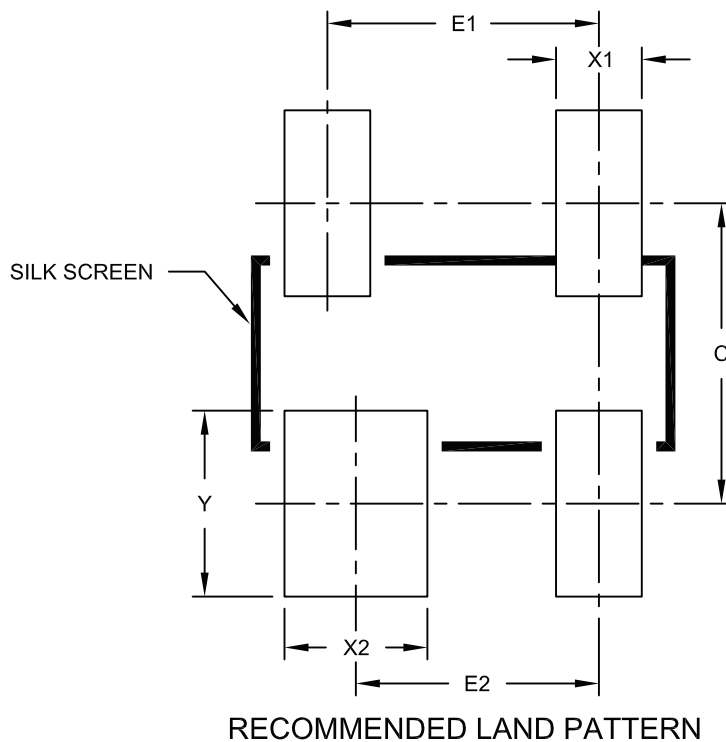 E1
X1
SILK SCREEN
C
Y
X2
E2
RECOMMENDED LAND PATTERN